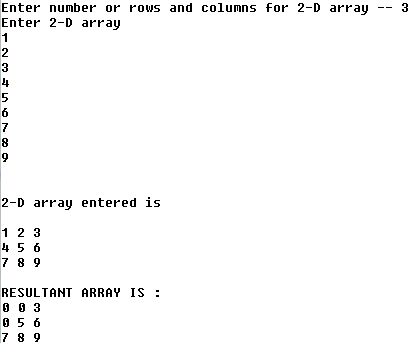 Enter number or rows and columns for 2-D array -- 3
Enter 2-D array
1
2
3
4
5
6
7
8
9
2-D array entered is
1 2 3
4 5 6
7 8 9
RESULTANT ARRAY IS :
0 0 3
0 5 6
7 8 9